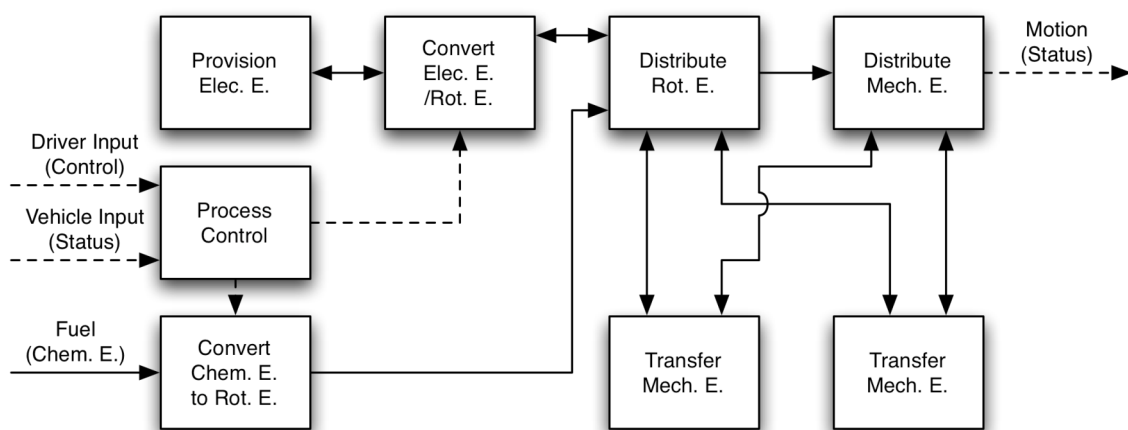 Provision
Elec. E.
Convert
Elec. E.
/Rot. E.
Distribute
Rot. E.
Distribute
Mech. E.
Motion
(Status)
Driver Input
(Control)
Vehicle Input
(Status)
Process
Control
Fuel
(Chem. E.)
Convert
Chem. E.
to Rot. E.
Transfer
Mech. E.
Transfer
Mech. E.